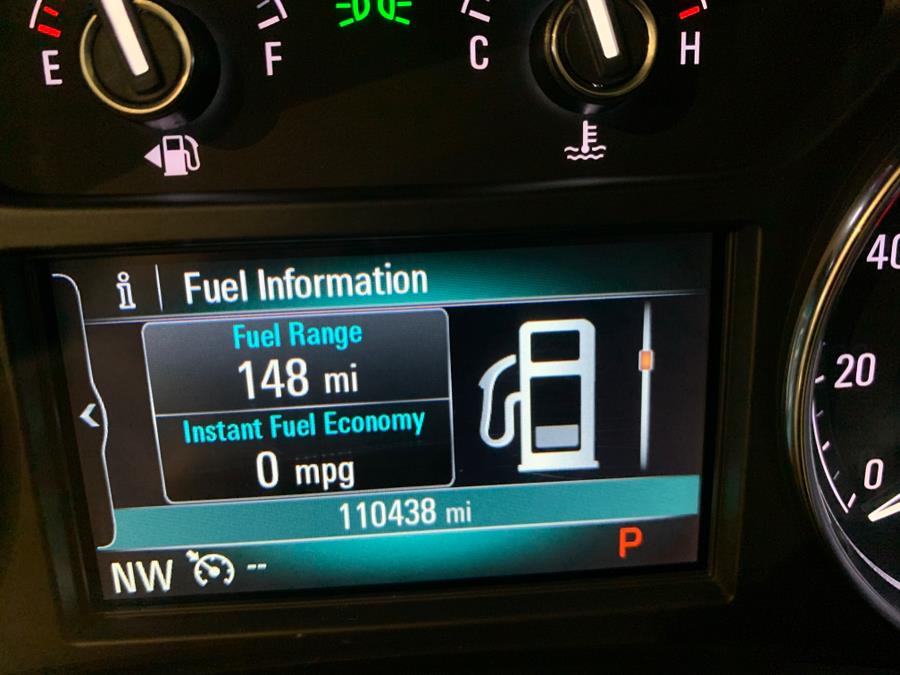 E F C H
Fuel Information
Fuel Range
148 mi
Instant Fuel Economy
0 mpg
110438 mi
P
NW --
40
20
0